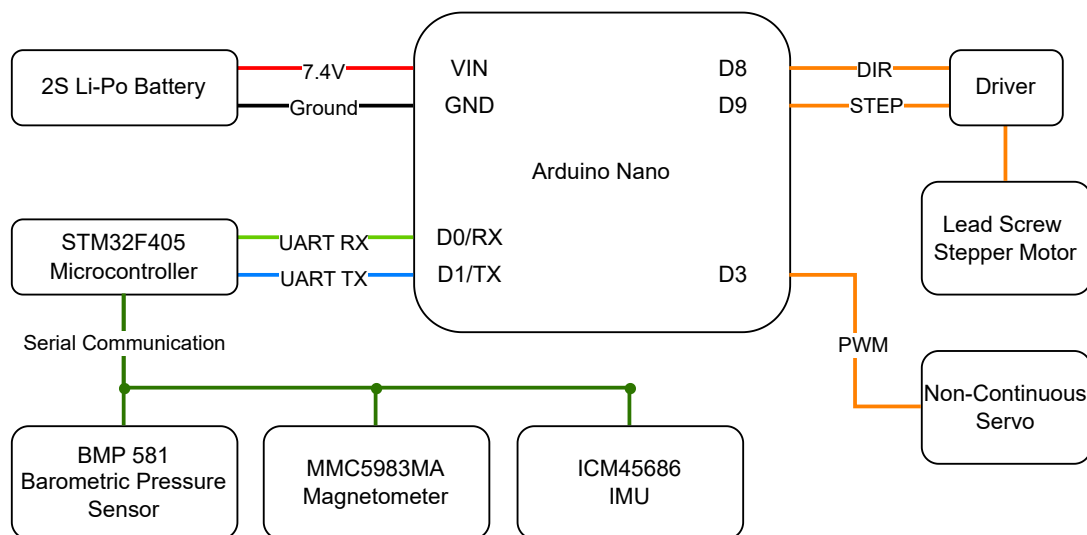 2S Li-Po Battery
7.4V
Ground
VIN
GND
D8
D9
DIR
STEP
Driver
Arduino Nano
Lead Screw
Stepper Motor
STM32F405
Microcontroller
UART RX
UART TX
D0/RX
D1/TX
D3
PWM
Serial Communication
Non-Continuous
Servo
BMP 581
Barometric Pressure
Sensor
MMC5983MA
Magnetometer
ICM45686
IMU